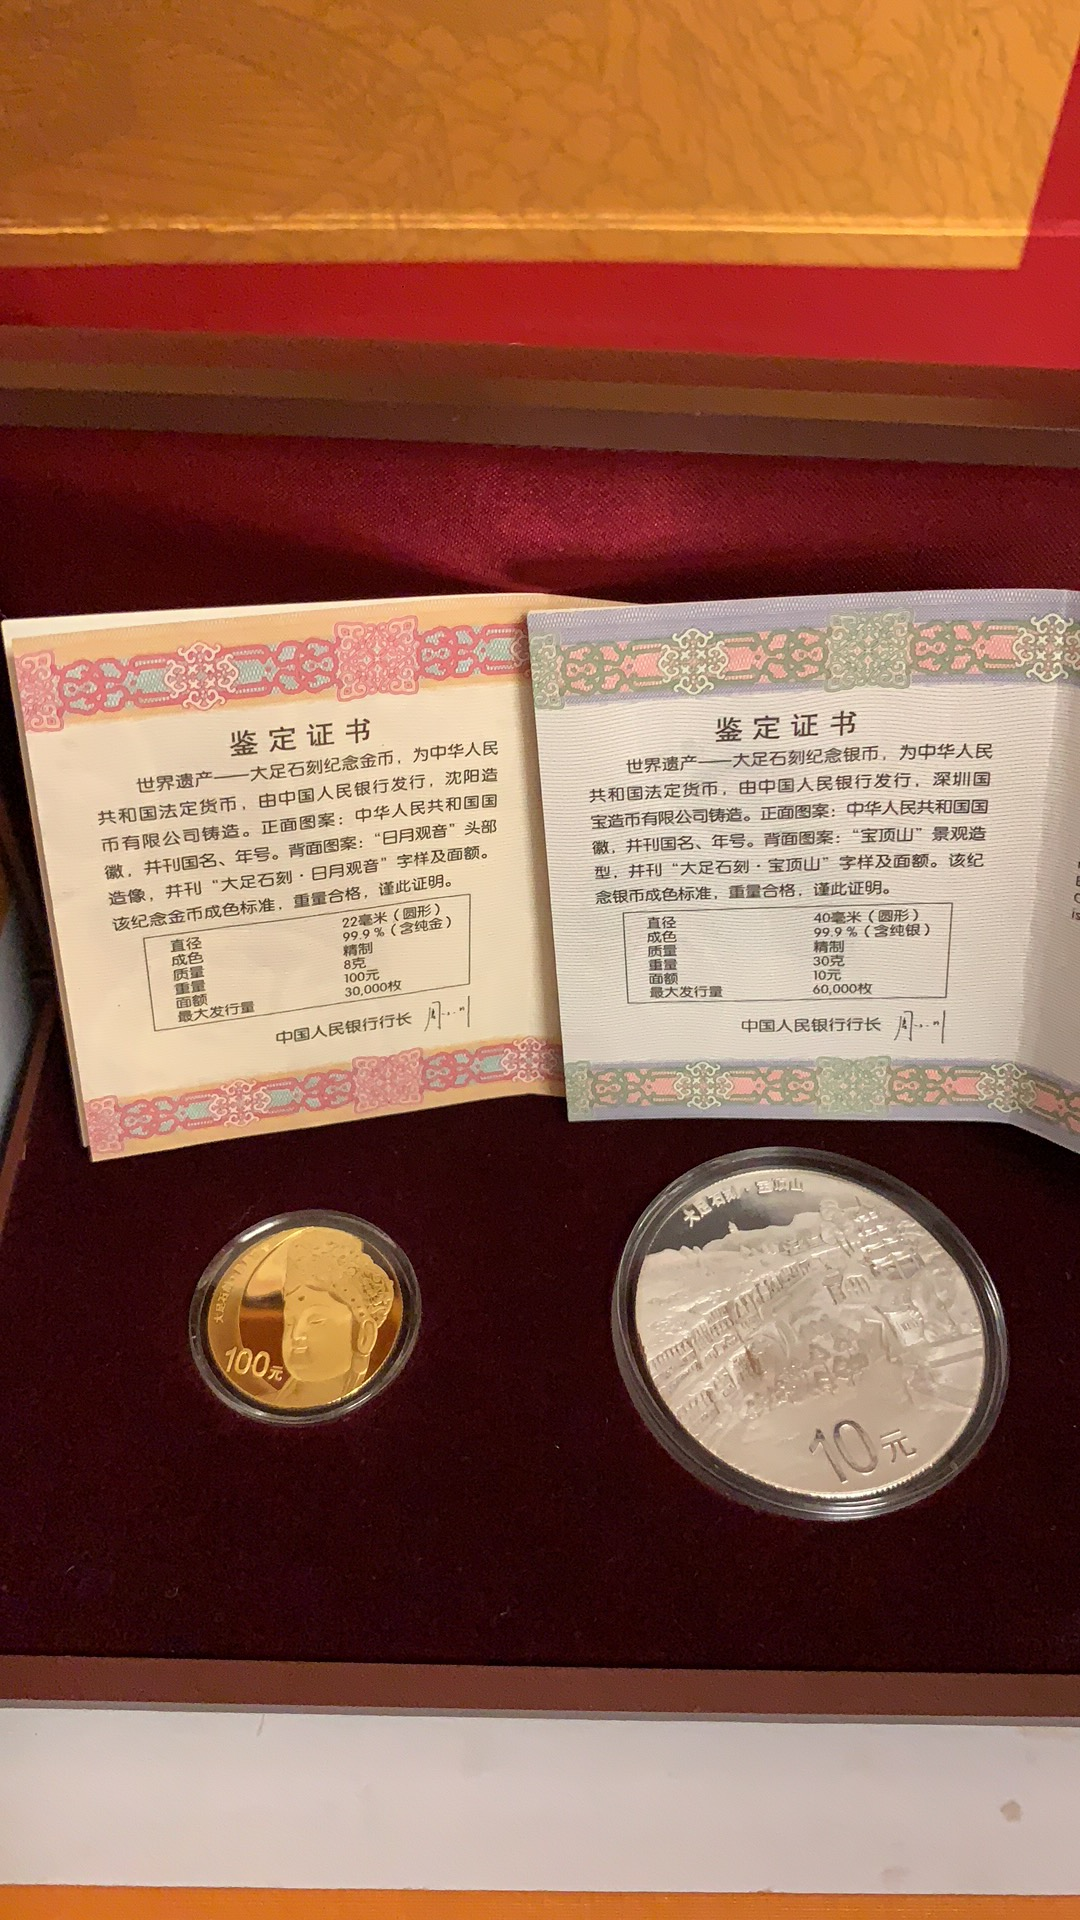 鉴定证书
世界遗产——大足石刻纪念金币，为中华人民
共和国法定货币，由中国人民银行发行，沈阳造
币有限公司铸造。正面图案：中华人民共和国国
徽，并刊国名、年号。背面图案：“日月观音”头部
造像，并刊“大足石刻·日月观音”字样及面额。
该纪念金币成色标准，重量合格，谨此证明。
直径 22毫米（圆形）
成色 99.9％（含纯金）
质量 精制
重量 8克
面额 100元
最大发行量 30,000枚
中国人民银行行长
鉴定证书
世界遗产——大足石刻纪念银币，为中华人民
共和国法定货币，由中国人民银行发行，深圳国
宝造币有限公司铸造。正面图案：中华人民共和国国
徽，并刊国名、年号。背面图案：“宝顶山”景观造
型，并刊“大足石刻·宝顶山”字样及面额。该纪
念银币成色标准，重量合格，谨此证明。
直径 40毫米（圆形）
成色 99.9％（含纯银）
质量 精制
重量 30克
面额 10元
最大发行量 60,000枚
中国人民银行行长
大足石刻
100元
大足石刻·宝顶山
10元